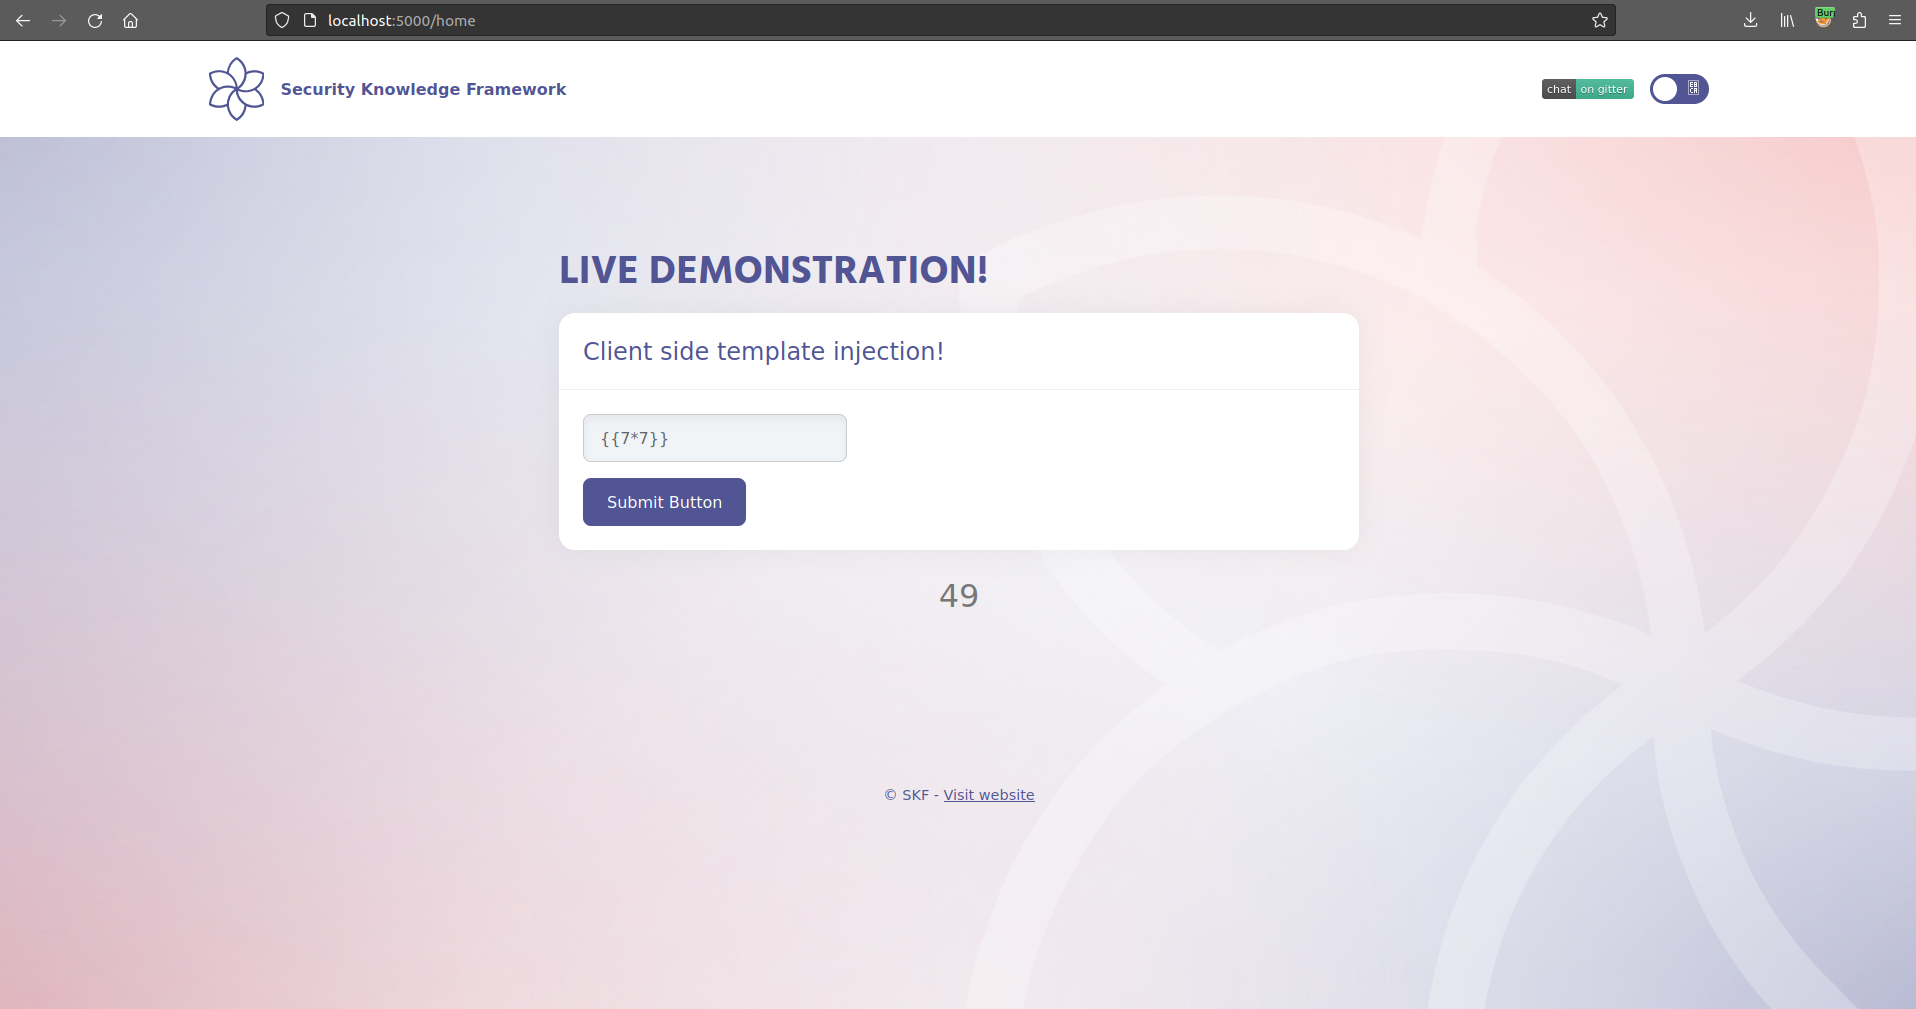 localhost:5000/home
Burp
Security Knowledge Framework
chat on gitter
LIVE DEMONSTRATION!
Client side template injection!
{{7*7}}
Submit Button
49
© SKF - Visit website